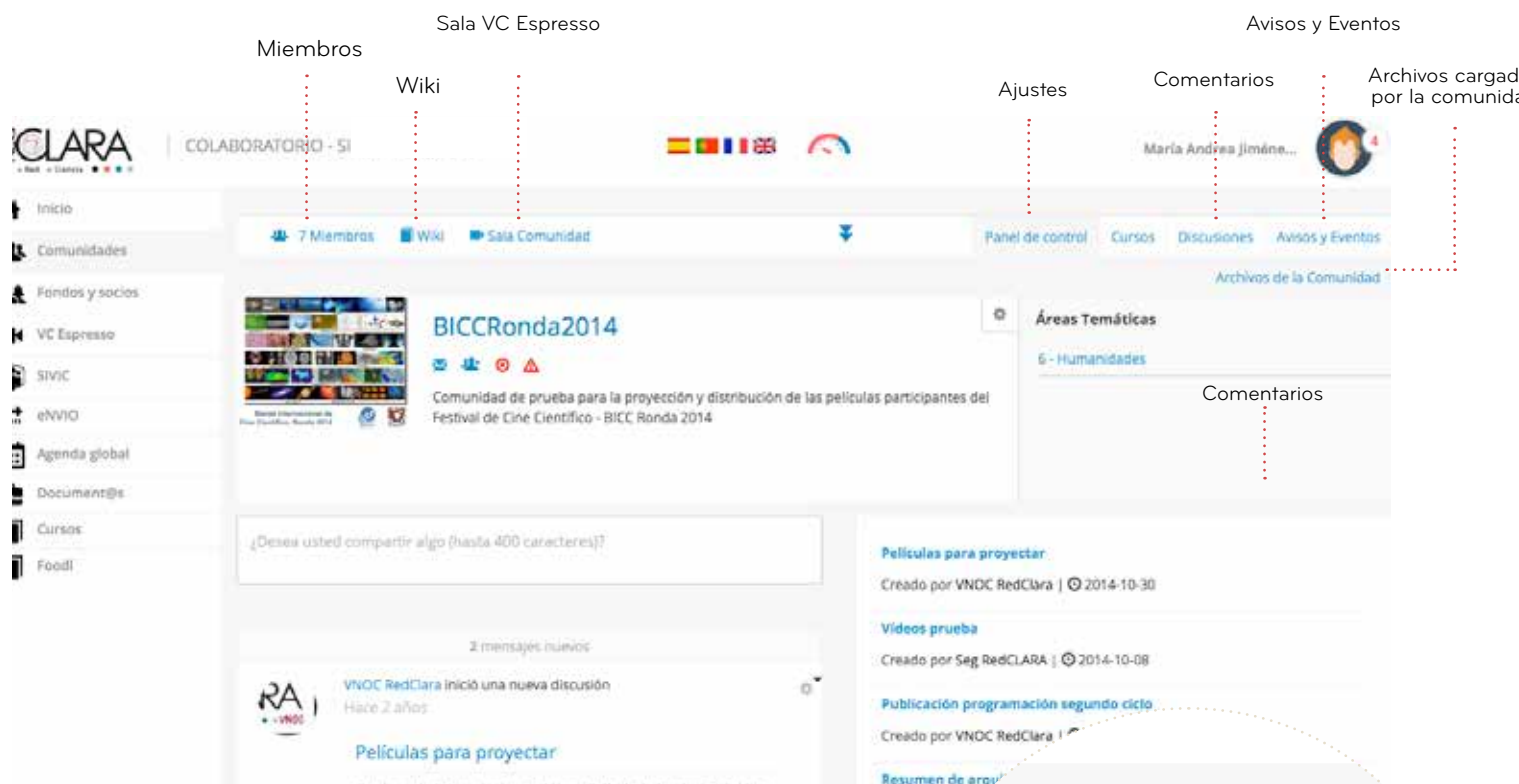 Sala VC Espresso
Avisos y Eventos
Miembros
Wiki
Ajustes
Comentarios
Archivos cargad
por la comunida
CLARA
COLABORATORIO - SI
María Andrea Jiméne...
4
Inicio
Comunidades
Fondos y socios
VC Espresso
SIVIC
eNVIO
Agenda global
Document@s
Cursos
Foodl
7 Miembros
Wiki
Sala Comunidad
Panel de control
Cursos
Discusiones
Avisos y Eventos
Archivos de la Comunidad
BICCRonda2014
Comunidad de prueba para la proyección y distribución de las películas participantes del
Festival de Cine Científico - BICC Ronda 2014
Áreas Temáticas
6 - Humanidades
Comentarios
¿Desea usted compartir algo (hasta 400 caracteres)?
2 mensajes nuevos
RA
VNOC
VNOC RedClara inició una nueva discusión
Hace 2 años
Películas para proyectar
Películas para proyectar
Creado por VNOC RedClara | 2014-10-30
Videos prueba
Creado por Seg RedCLARA | 2014-10-08
Publicación programación segundo ciclo
Creado por VNOC RedClara |
Resumen de